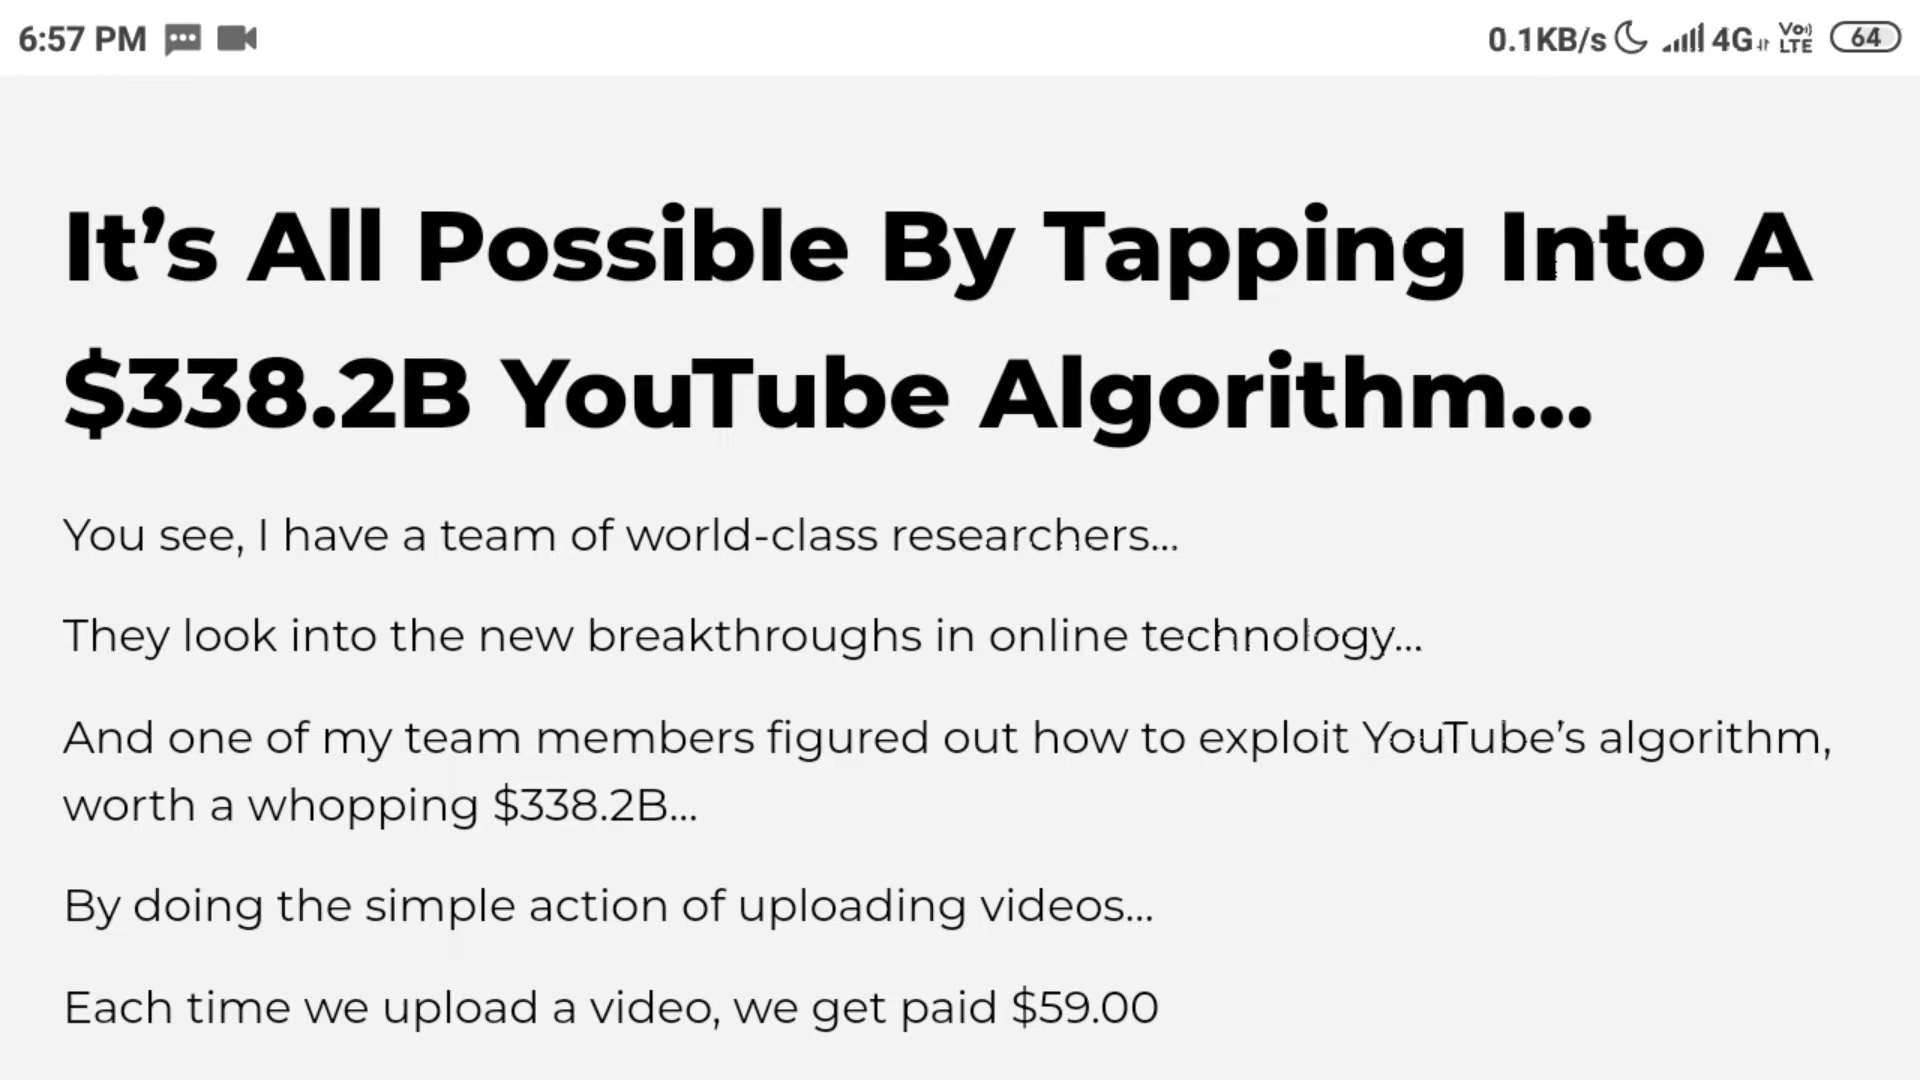 6:57 PM
0.1KB/s 4G Vo) LTE 64
It’s All Possible By Tapping Into A
$338.2B YouTube Algorithm...
You see, I have a team of world-class researchers...
They look into the new breakthroughs in online technology...
And one of my team members figured out how to exploit YouTube’s algorithm,
worth a whopping $338.2B...
By doing the simple action of uploading videos...
Each time we upload a video, we get paid $59.00